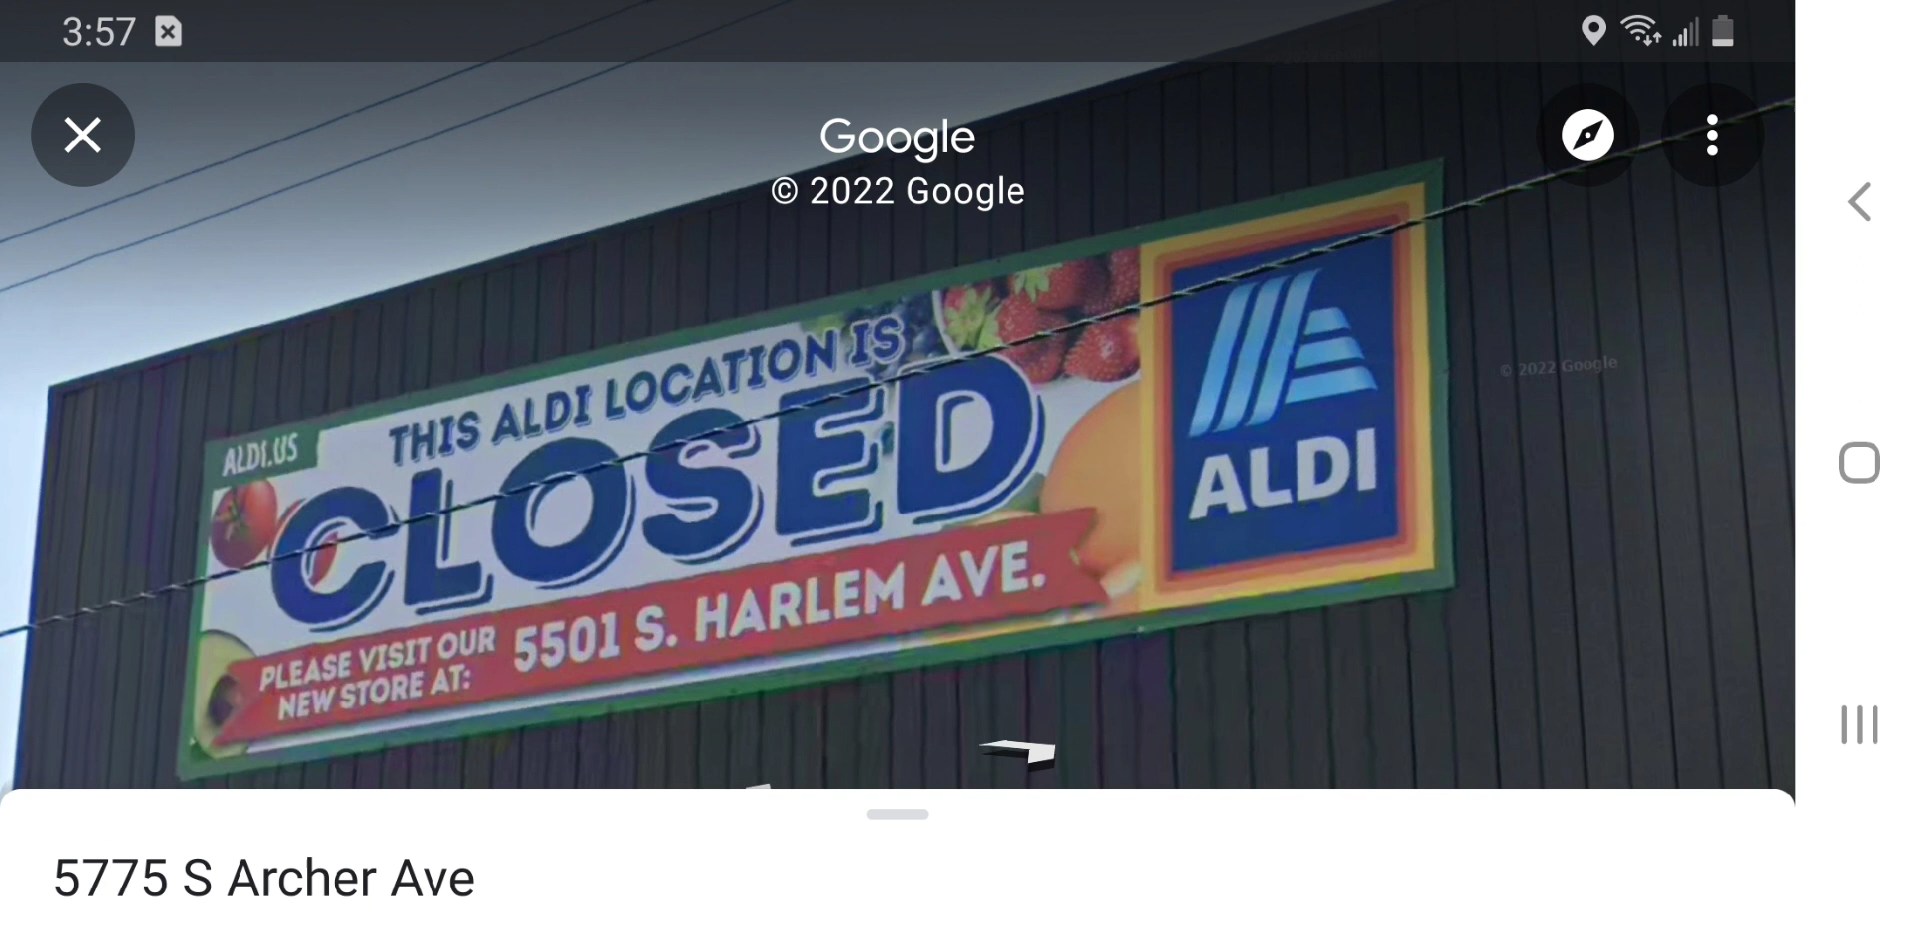 3:57
Google
© 2022 Google
© 2022 Google
ALDI.US
THIS ALDI LOCATION IS
CLOSED
PLEASE VISIT OUR
NEW STORE AT:
5501 S. HARLEM AVE.
ALDI
5775 S Archer Ave